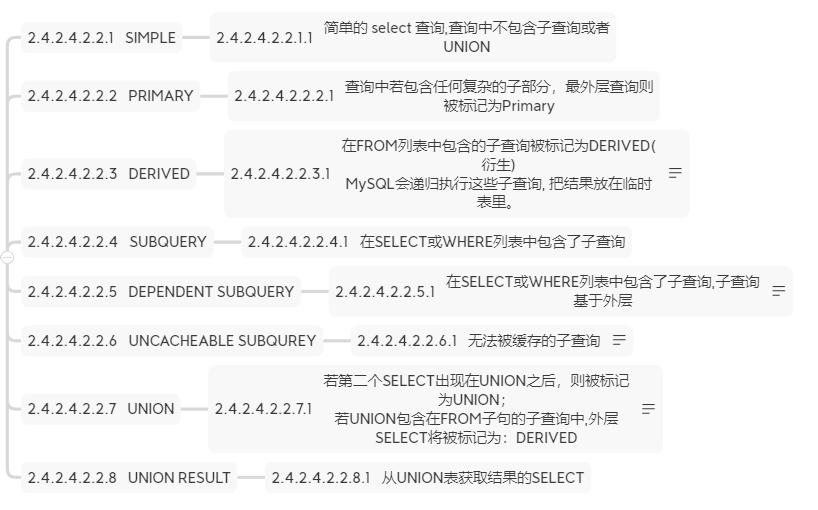 2.4.2.4.2.2.1 SIMPLE
2.4.2.4.2.2.1.1 简单的 select 查询,查询中不包含子查询或者
UNION
2.4.2.4.2.2.2 PRIMARY
2.4.2.4.2.2.2.1 查询中若包含任何复杂的子部分，最外层查询则
被标记为Primary
2.4.2.4.2.2.3 DERIVED
2.4.2.4.2.2.3.1 在FROM列表中包含的子查询被标记为DERIVED(
衍生)
MySQL会递归执行这些子查询, 把结果放在临时
表里。
2.4.2.4.2.2.4 SUBQUERY
2.4.2.4.2.2.4.1 在SELECT或WHERE列表中包含了子查询
2.4.2.4.2.2.5 DEPENDENT SUBQUERY
2.4.2.4.2.2.5.1 在SELECT或WHERE列表中包含了子查询,子查询
基于外层
2.4.2.4.2.2.6 UNCACHEABLE SUBQUREY
2.4.2.4.2.2.6.1 无法被缓存的子查询
2.4.2.4.2.2.7 UNION
2.4.2.4.2.2.7.1 若第二个SELECT出现在UNION之后，则被标记
为UNION；
若UNION包含在FROM子句的子查询中,外层
SELECT将被标记为：DERIVED
2.4.2.4.2.2.8 UNION RESULT
2.4.2.4.2.2.8.1 从UNION表获取结果的SELECT